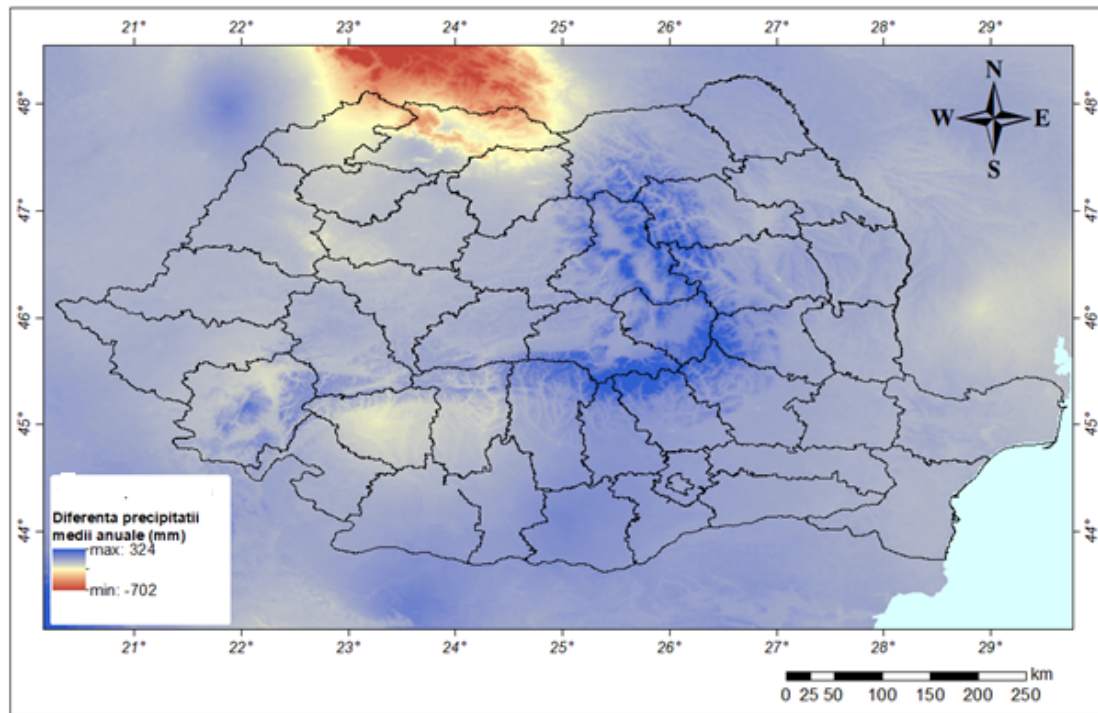 21° 22° 23° 24° 25° 26° 27° 28° 29°
N
W E
S
48° 48°
47° 47°
46° 46°
45° 45°
44° 44°
Diferenta precipitatii
medii anuale (mm)
max: 324
min: -702
21° 22° 23° 24° 25° 26° 27° 28° 29°
km
0 25 50 100 150 200 250